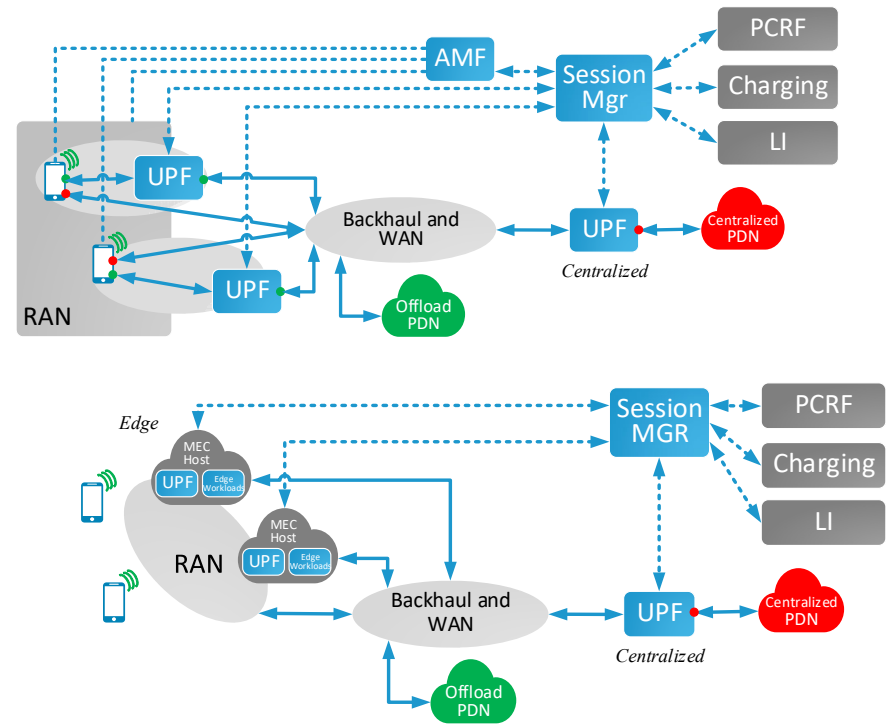 PCRF
AMF
Session
Mgr
Charging
LI
UPF
Backhaul and
WAN
UPF
Centralized
PDN
Centralized
UPF
RAN
Offload
PDN
Edge
Session
MGR
PCRF
MEC
Host
UPF
Edge
Workloads
Charging
LI
MEC
Host
UPF
Edge
Workloads
RAN
Backhaul and
WAN
UPF
Centralized
PDN
Centralized
Offload
PDN